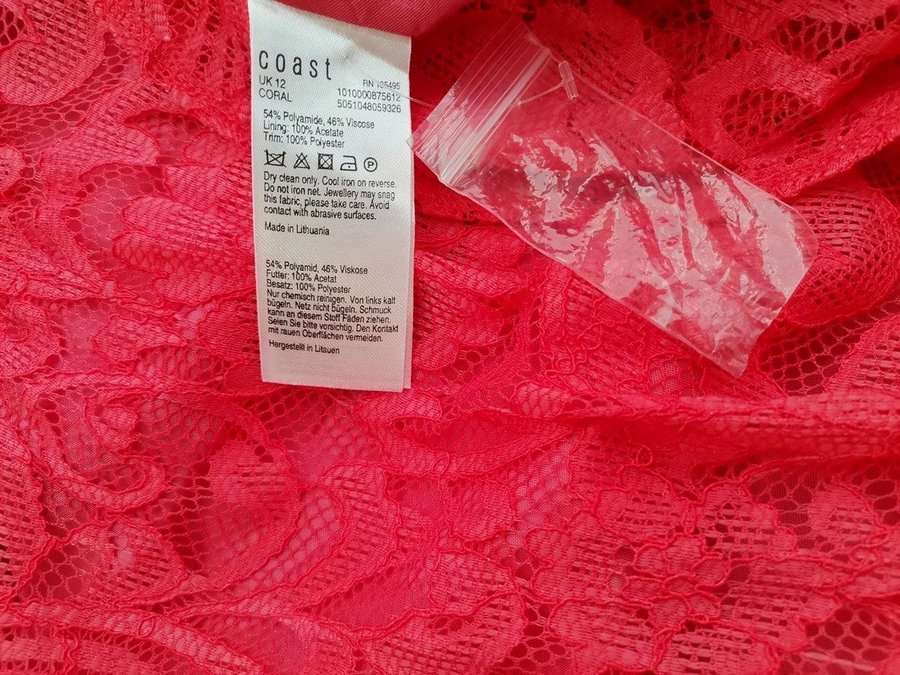 coast
UK 12
CORAL
RN
1010000875612
5051048059326
54% Polyamide, 46% Viscose
Lining: 100% Acetate
Trim: 100% Polyester
P
Dry clean only. Cool iron on reverse.
Do not iron net. Jewellery may snag
this fabric, please take care. Avoid
contact with abrasive surfaces.
Made in Lithuania
54% Polyamid, 46% Viskose
Futter: 100% Acetat
Besatz: 100% Polyester
Nur chemisch reinigen. Von links kalt
bügeln. Netz nicht bügeln. Schmuck
kann an diesem Stoff Fäden ziehen.
Seien Sie bitte vorsichtig. Den Kontakt
mit rauen Oberflächen vermeiden.
Hergestellt in Litauen